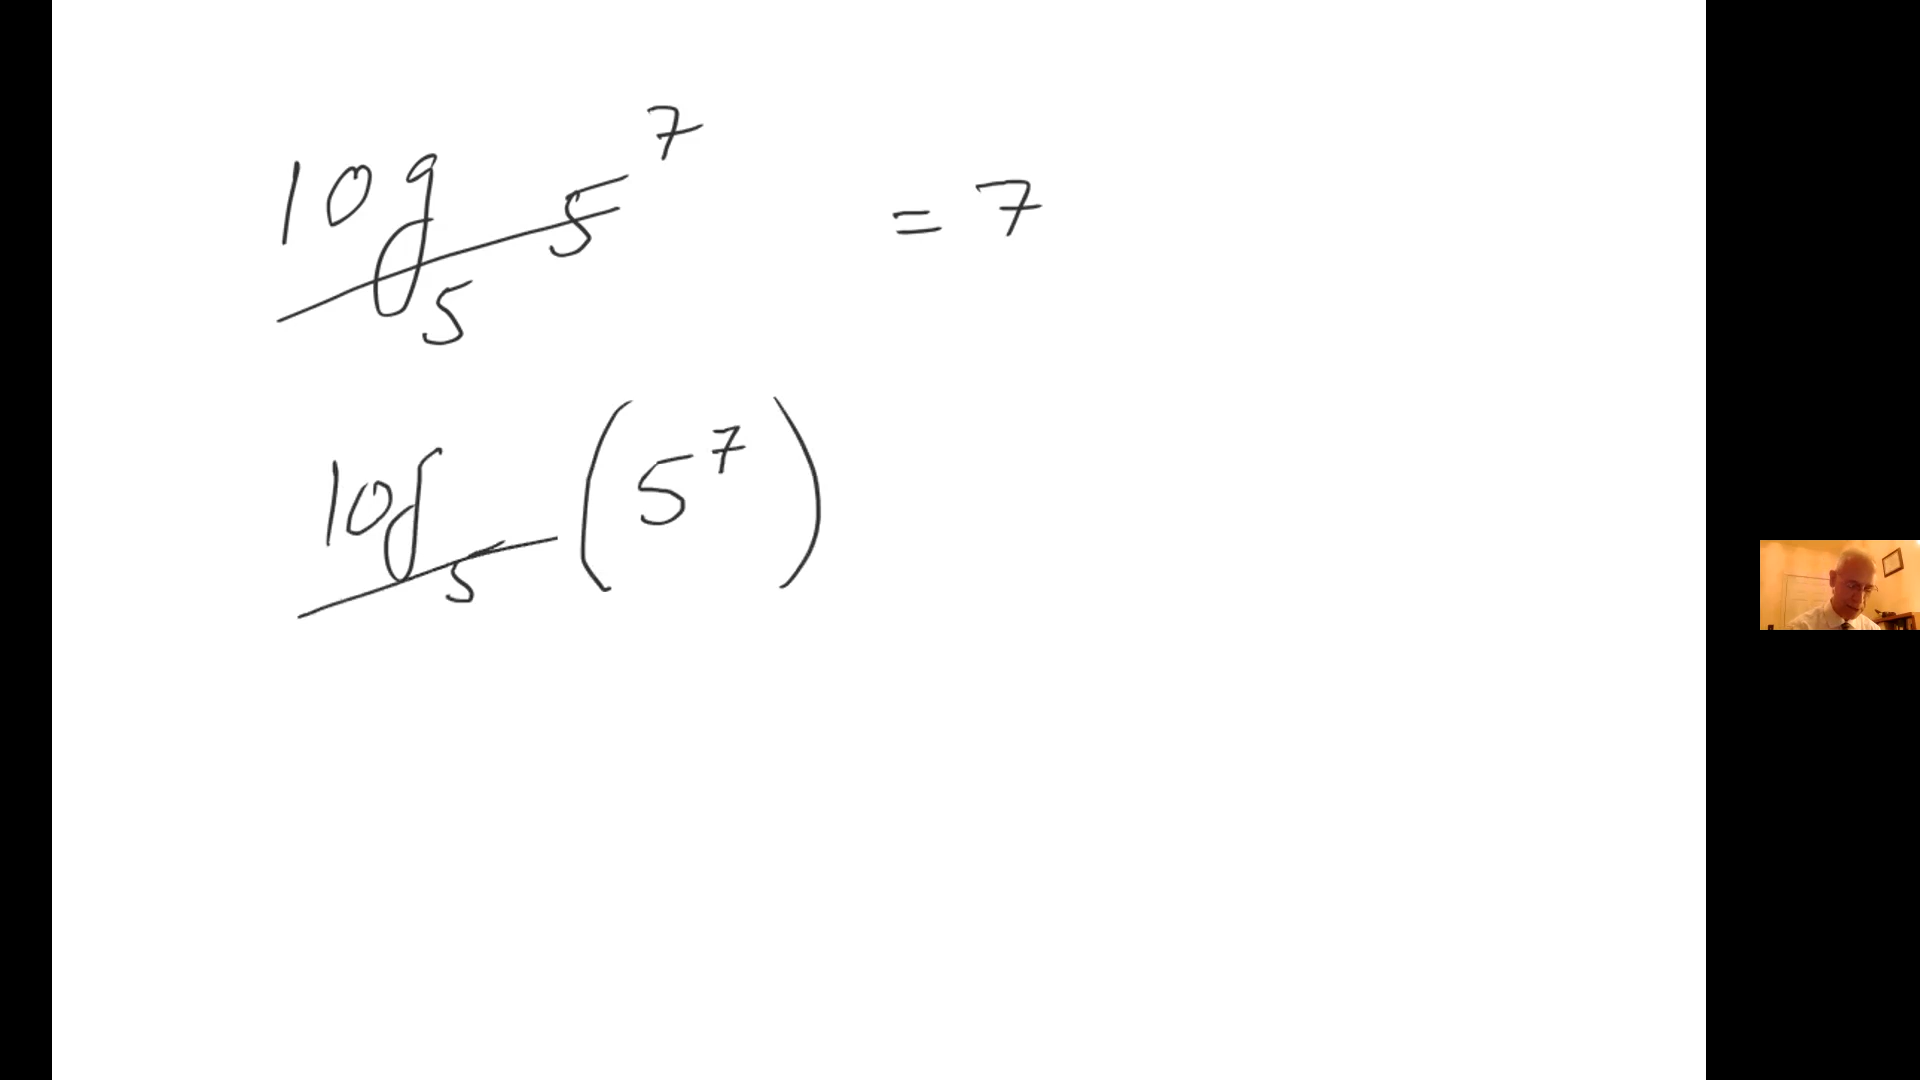 log₅ 5⁷ = 7
log₅ (5⁷)